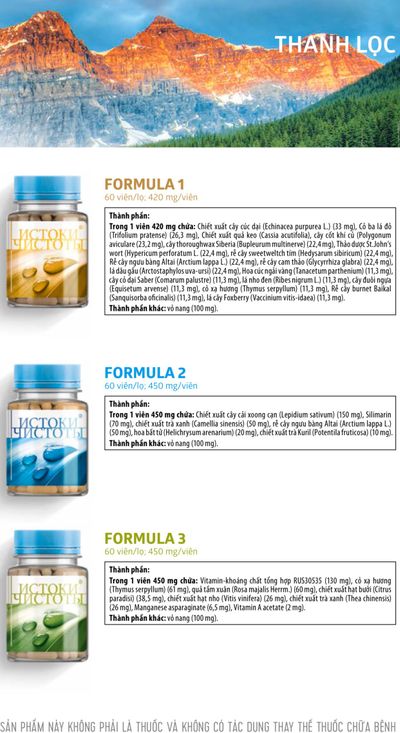 THANH LỌC
FORMULA 1
60 viên/lọ; 420 mg/viên
Thành phần:
Trong 1 viên 420 mg chứa: Chiết xuất cây cúc dại (Echinacea purpurea L.) (33 mg), Cỏ ba lá đỏ
(Trifolium pratense) (26,3 mg), Chiết xuất quả keo (Cassia acutifolia), cây cốt khí củ (Polygonum
aviculare (23,2 mg), cây thoroughwax Siberia (Bupleurum multinerve) (22,4 mg), Thảo dược St.John's
wort (Hypericum perforatum L. (22,4 mg), rễ cây sweetweltch tím (Hedysarum sibiricum) (22,4 mg),
Rễ cây ngưu bàng Altai (Arctium lappa L.) (22,4 mg), rễ cây cam thảo (Glycyrrhiza glabra) (22,4 mg),
lá dâu gấu (Arctostaphylos uva-ursi) (22,4 mg), Hoa cúc ngải vàng (Tanacetum parthenium) (11,3 mg),
cây cỏ dại Saber (Comarum palustre) (11,3 mg), lá nho đen (Ribes nigrum L.) (11,3 mg), cây đuôi ngựa
(Equisetum arvense) (11,3 mg), cỏ xạ hương (Thymus serpyllum) (11,3 mg), Rễ cây burnet Baikal
(Sanquisorba oficinalis) (11,3 mg), lá cây Foxberry (Vaccinium vitis-idaea) (11,3 mg).
Thành phần khác: vỏ nang (100 mg).
ИСТОКИ
ЧИСТОТЫ
FORMULA 2
60 viên/lọ; 450 mg/viên
Thành phần:
Trong 1 viên 450 mg chứa: Chiết xuất cây cải xoong cạn (Lepidium sativum) (150 mg), Silimarin
(70 mg), chiết xuất trà xanh (Camellia sinensis) (50 mg), rễ cây ngưu bàng Altai (Arctium lappa L.)
(50 mg), hoa bất tử (Helichrysum arenarium) (20 mg), chiết xuất trà Kuril (Potentila fruticosa) (10 mg).
Thành phần khác: vỏ nang (100 mg).
ИСТОКИ
ЧИСТОТЫ
FORMULA 3
60 viên/lọ; 450 mg/viên
Thành phần:
Trong 1 viên 450 mg chứa: Vitamin-khoáng chất tổng hợp RUS30535 (130 mg), cỏ xạ hương
(Thymus serpyllum) (61 mg), quả tầm xuân (Rosa majalis Herrm.) (60 mg), chiết xuất hạt bưởi (Citrus
paradisi) (38,5 mg), chiết xuất hạt nho (Vitis vinifera) (26 mg), chiết xuất trà xanh (Thea chinensis)
(26 mg), Manganese asparaginate (6,5 mg), Vitamin A acetate (2 mg).
Thành phần khác: vỏ nang (100 mg).
ИСТОКИ
ЧИСТОТЫ
SẢN PHẨM NÀY KHÔNG PHẢI LÀ THUỐC VÀ KHÔNG CÓ TÁC DỤNG THAY THẾ THUỐC CHỮA BỆNH